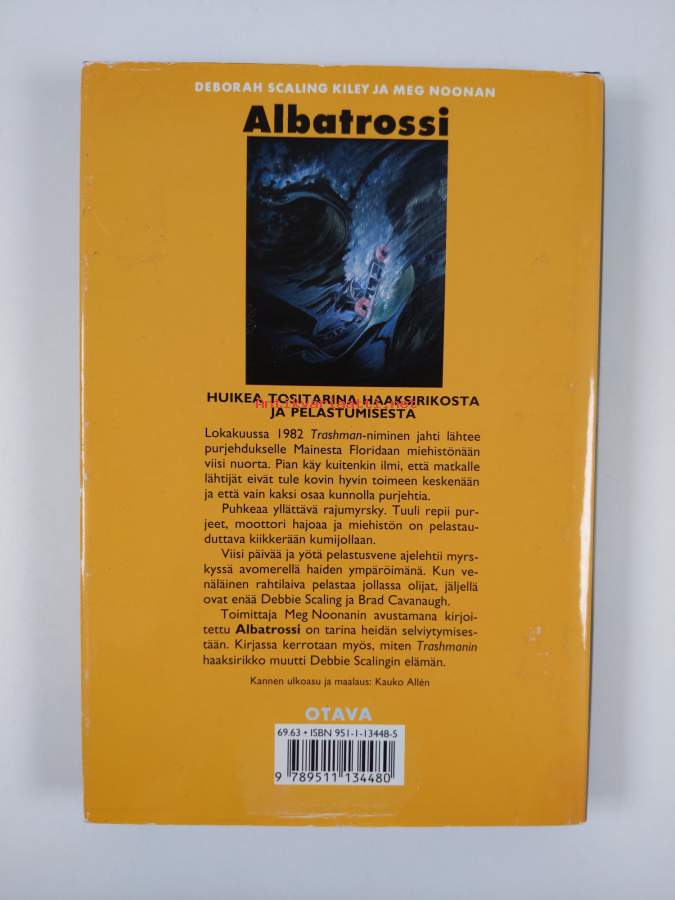 DEBORAH SCALING KILEY JA MEG NOONAN
Albatrossi
HUIKEA TOSITARINA HAAKSIRIKOSTA
antikvariaatti.net
JA PELASTUMISESTA
Lokakuussa 1982 Trashman-niminen jahti lähtee
purjehdukselle Mainesta Floridaan miehistönään
viisi nuorta. Pian käy kuitenkin ilmi, että matkalle
lähtijät eivät tule kovin hyvin toimeen keskenään
ja että vain kaksi osaa kunnolla purjehtia.
Puhkeaa yllättävä rajumyrsky. Tuuli repii pur-
jeet, moottori hajoaa ja miehistön on pelastau-
duttava kiikkerään kumijollaan.
Viisi päivää ja yötä pelastusvene ajelehtii myrs-
kyssä avomerellä haiden ympäröimänä. Kun ve-
näläinen rahtilaiva pelastaa jollassa olijat, jäljellä
ovat enää Debbie Scaling ja Brad Cavanaugh.
Toimittaja Meg Noonanin avustamana kirjoi-
tettu Albatrossi on tarina heidän selviytymises-
tään. Kirjassa kerrotaan myös, miten Trashmanin
haaksirikko muutti Debbie Scalingin elämän.
Kannen ulkoasu ja maalaus: Kauko Allén
OTAVA
69.63 • ISBN 951-1-13448-5
9 789511 134480